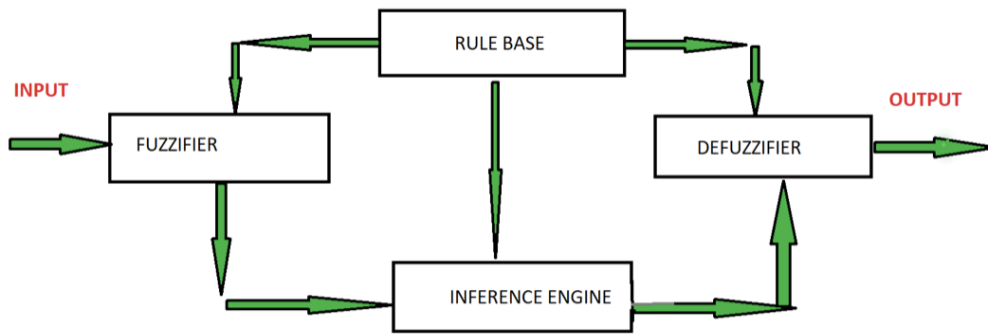 RULE BASE
INPUT
OUTPUT
FUZZIFIER
DEFUZZIFIER
INFERENCE ENGINE